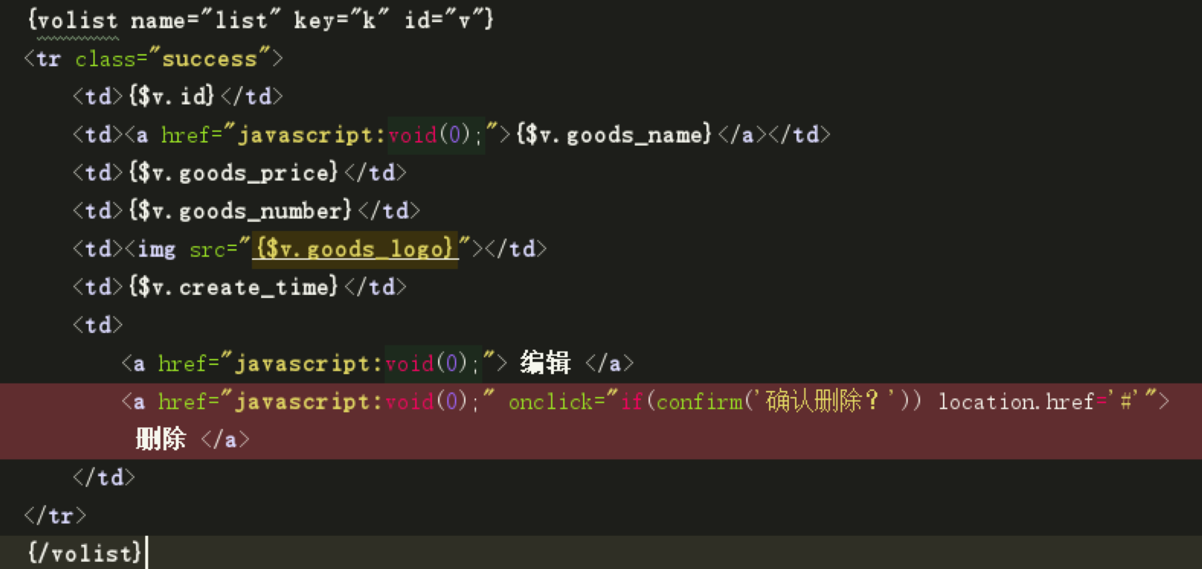 {volist name="list" key="k" id="v"}
<tr class="success">
<td>{$v.id}</td>
<td><a href="javascript:void(0);">{$v.goods_name}</a></td>
<td>{$v.goods_price}</td>
<td>{$v.goods_number}</td>
<td><img src="{$v.goods_logo}"></td>
<td>{$v.create_time}</td>
<td>
<a href="javascript:void(0);"> 编辑 </a>
<a href="javascript:void(0);" onclick="if(confirm('确认删除？')) location.href='#'">
删除 </a>
</td>
</tr>
{/volist}